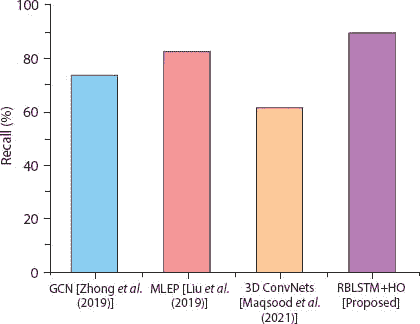 100
80
60
40
20
0
Recall (%)
GCN [Zhong et al.
(2019)]
MLEP [Liu et al.
(2019)]
3D ConvNets
[Maqsood et al.
(2021)]
RBLSTM+HO
[Proposed]